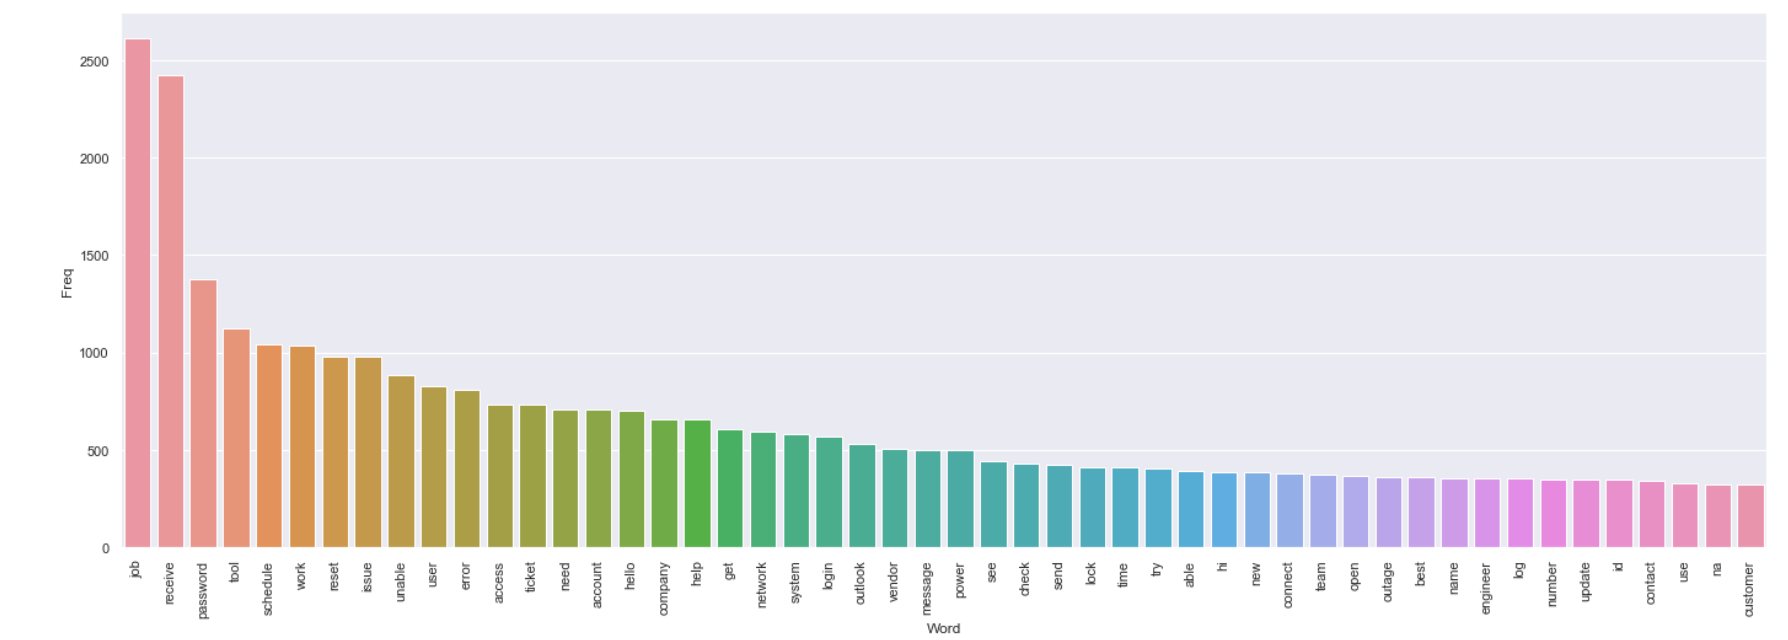 2500
2000
1500
1000
500
0
Freq
job receive password tool schedule work reset issue unable user error access ticket need account hello company help get network system login outlook vendor message power see check send lock time try able hi new connect team open outage best name engineer log number update id contact use na customer
Word